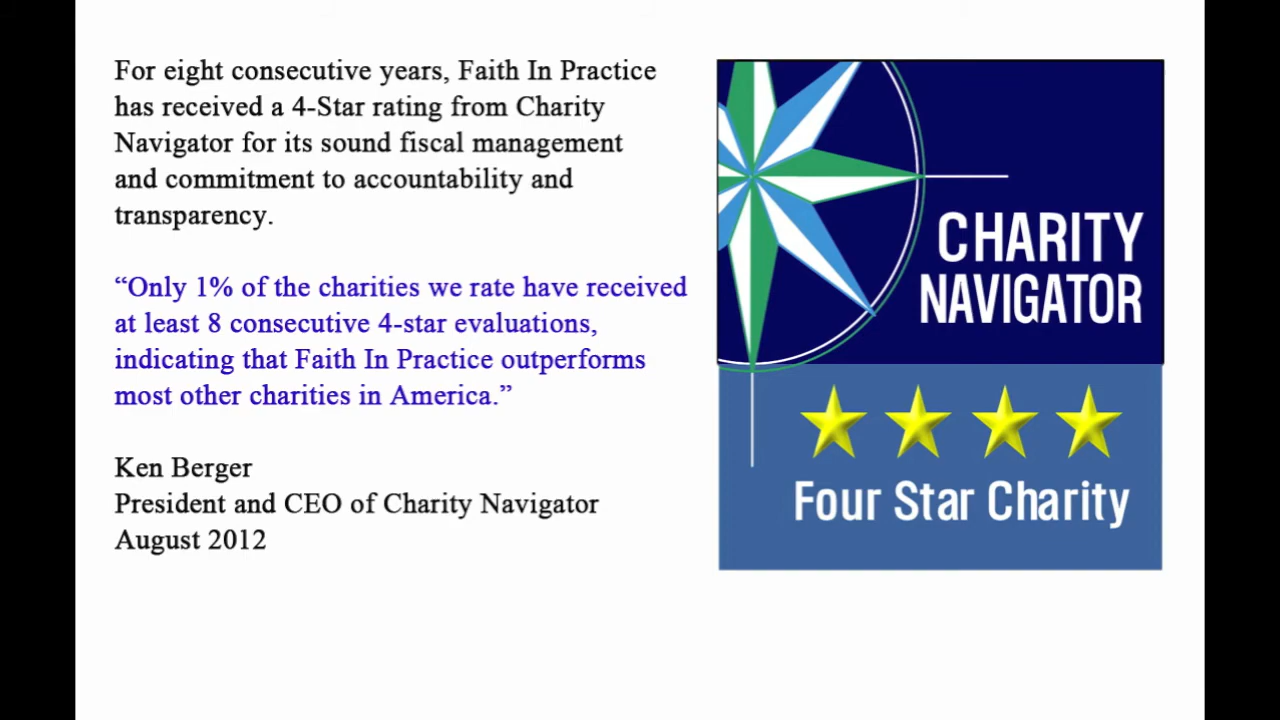 For eight consecutive years, Faith In Practice
has received a 4-Star rating from Charity
Navigator for its sound fiscal management
and commitment to accountability and
transparency.
“Only 1% of the charities we rate have received
at least 8 consecutive 4-star evaluations,
indicating that Faith In Practice outperforms
most other charities in America.”
Ken Berger
President and CEO of Charity Navigator
August 2012
CHARITY
NAVIGATOR
Four Star Charity